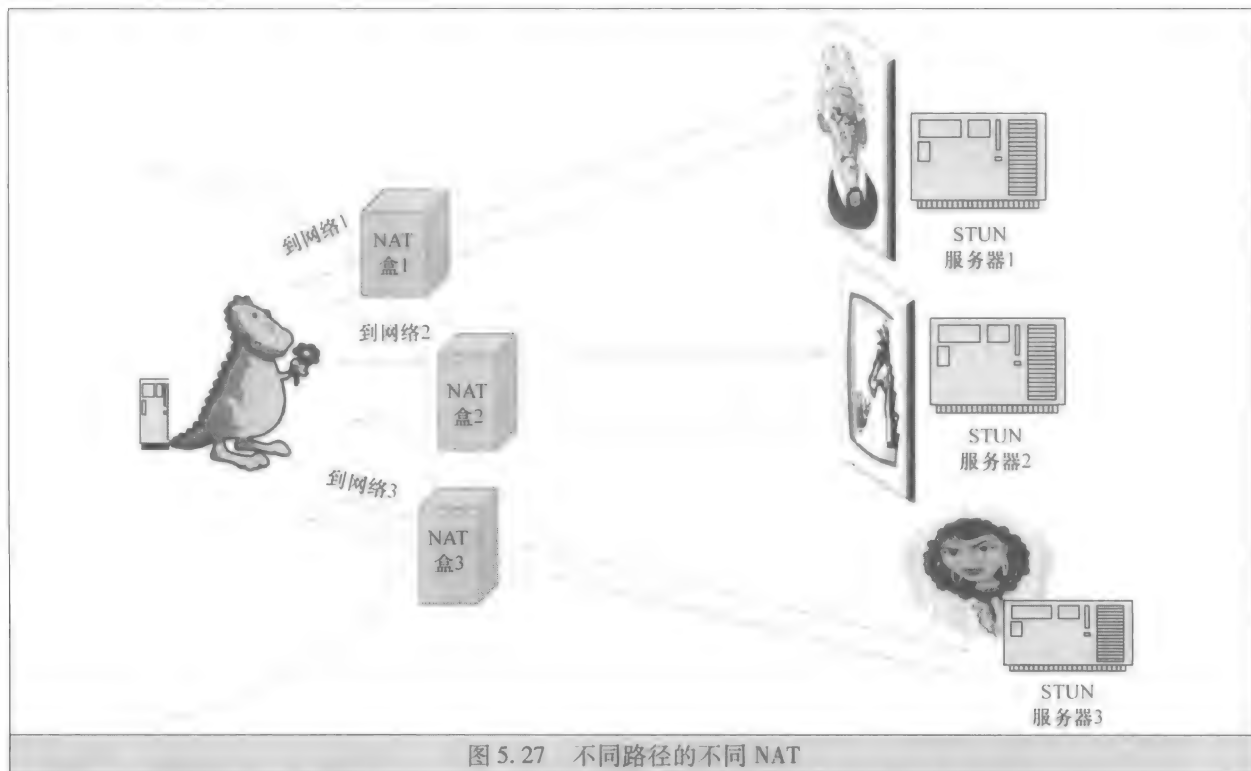 到网络1
NAT
盒1
STUN
服务器1
到网络2
NAT
盒2
STUN
服务器2
到网络3
NAT
盒3
STUN
服务器3
图 5.27 不同路径的不同 NAT